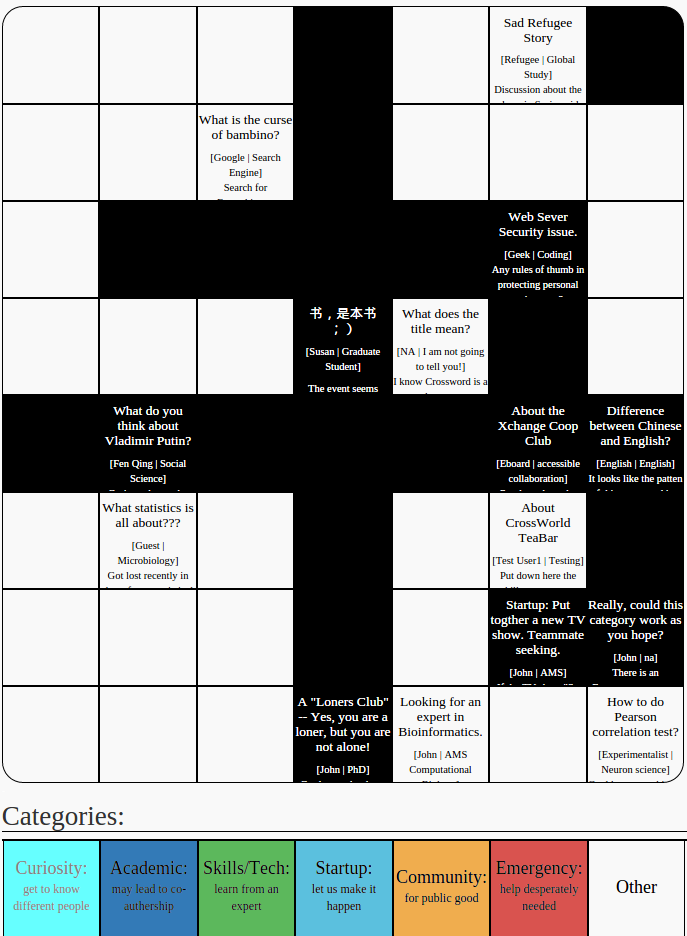 Sad Refugee
Story
[Refugee | Global
Study]
Discussion about the
What is the curse
of bambino?
[Google | Search
Engine]
Search for
Web Sever
Security issue.
[Geek | Coding]
Any rules of thumb in
protecting personal
书，是本书
；）
[Susan | Graduate
Student]
The event seems
What does the
title mean?
[NA | I am not going
to tell you!]
I know Crossword is a
What do you
think about
Vladimir Putin?
[Fen Qing | Social
Science]
About the
Xchange Coop
Club
[Eboard | accessible
collaboration]
Difference
between Chinese
and English?
[English | English]
It looks like the patten
What statistics is
all about???
[Guest |
Microbiology]
Got lost recently in
About
CrossWorld
TeaBar
[Test User1 | Testing]
Put down here the
Startup: Put
togther a new TV
show. Teammate
seeking.
[John | AMS]
Really, could this
category work as
you hope?
[John | na]
There is an
A "Loners Club"
-- Yes, you are a
loner, but you are
not alone!
[John | PhD]
Looking for an
expert in
Bioinformatics.
[John | AMS
Computational
How to do
Pearson
correlation test?
[Experimentalist |
Neuron science]
Categories:
Curiosity:
get to know
different people
Academic:
may lead to co-
authership
Skills/Tech:
learn from an
expert
Startup:
let us make it
happen
Community:
for public good
Emergency:
help desperately
needed
Other